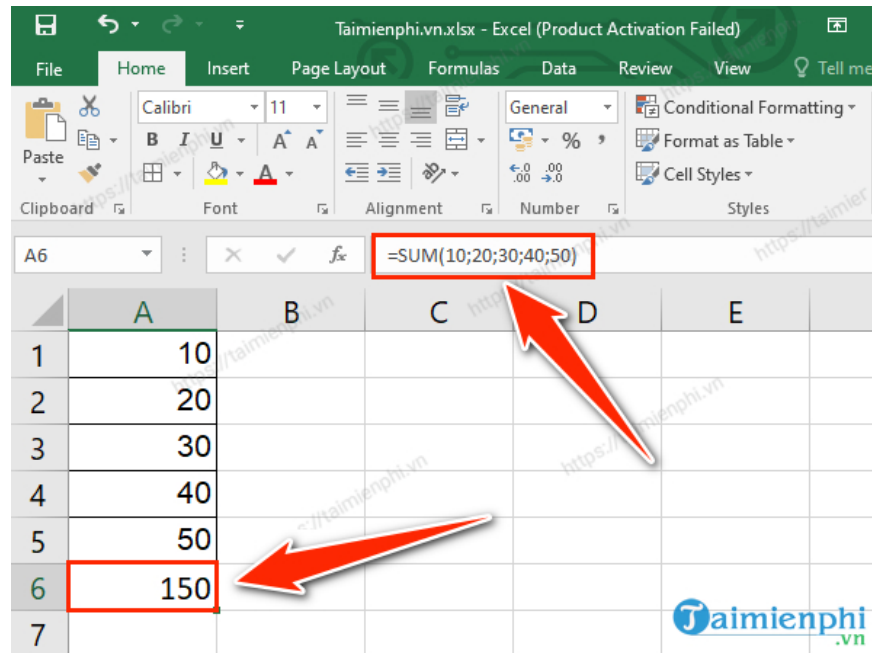 Taimienphi.vn.xlsx - Excel (Product Activation Failed)
File Home Insert Page Layout Formulas Data Review View Tell me
Calibri 11 General Conditional Formatting
Paste B I U A A % , Format as Table
A .00 .00 Cell Styles
Clipboard Font Alignment Number Styles
A6 fx =SUM(10;20;30;40;50)
A B C D E
1 10
2 20
3 30
4 40
5 50
6 150
7
Taimienphi
.vn
https://taimienphi.vn